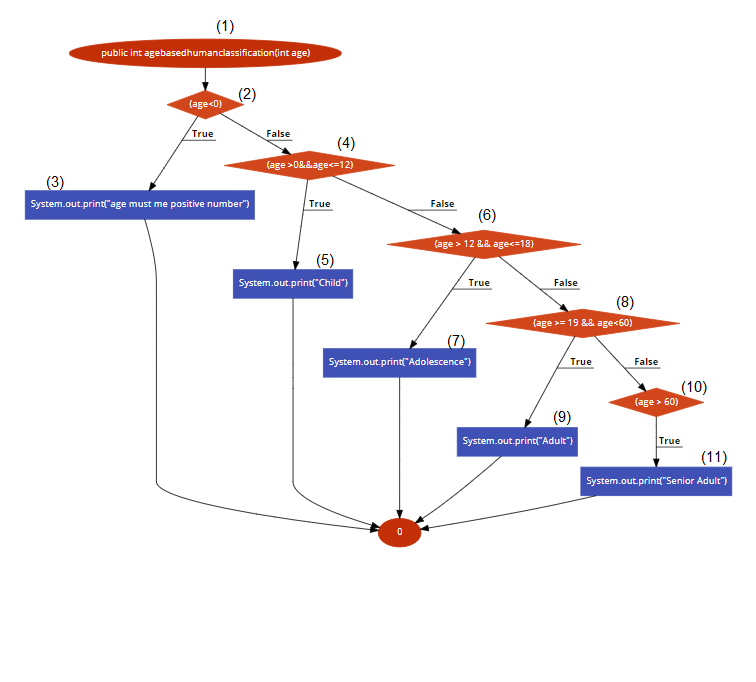 (1)
public int agebasedhumanclassification(int age)
(2)
(age<0)
True
False
(4)
(age >0&&age<=12)
(3)
System.out.print("age must me positive number")
True
False
(6)
(age > 12 && age<=18)
(5)
System.out.print("Child")
True
False
(8)
(age >= 19 && age<60)
(7)
System.out.print("Adolescence")
True
False
(10)
(age > 60)
(9)
System.out.print("Adult")
True
(11)
System.out.print("Senior Adult")
0